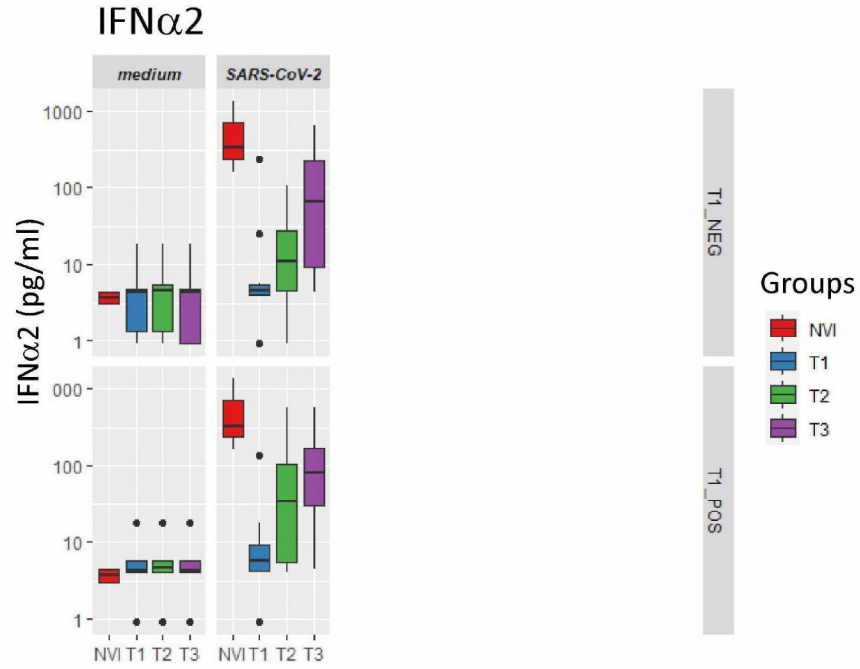 IFNα2
medium SARS-CoV-2
IFNα2 (pg/ml)
1000
100
10
1
T1_NEG
000
100
10
1
T1_POS
NVI T1 T2 T3 NVI T1 T2 T3
Groups
NVI
T1
T2
T3